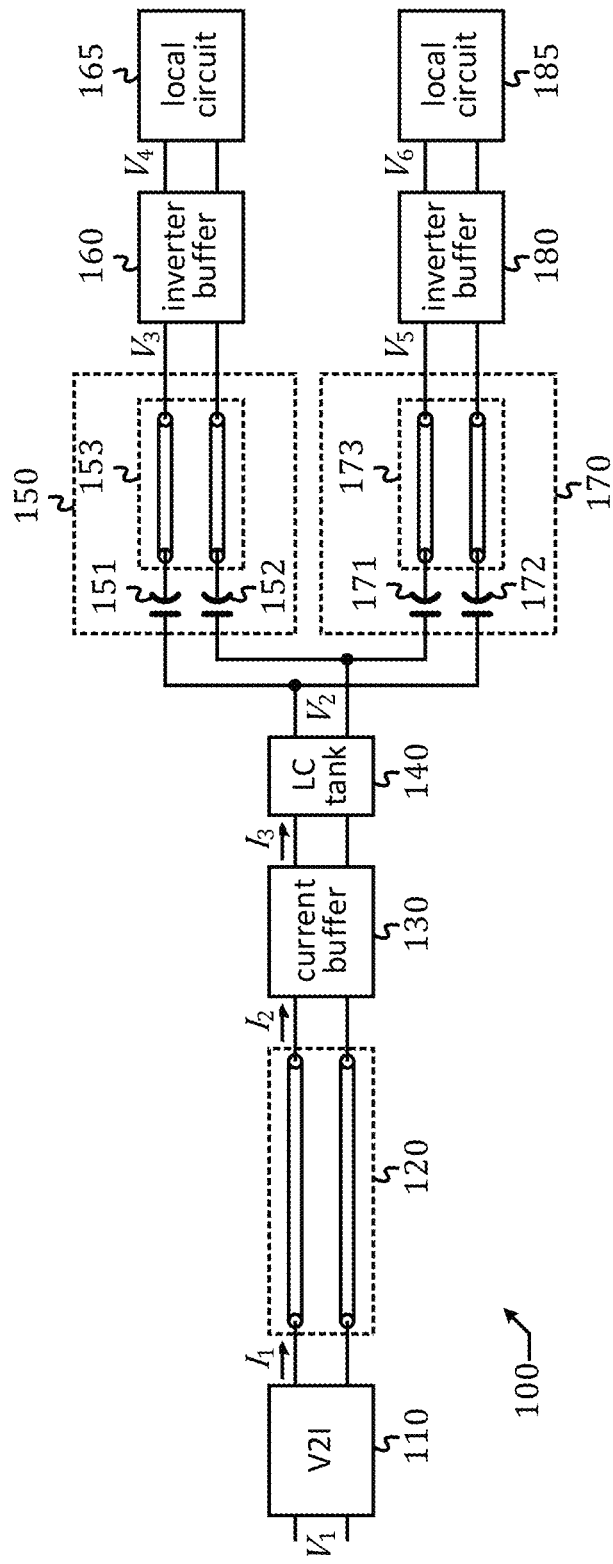 100
V1
V2I
110
I1
120
I2
current
buffer
130
I3
LC
tank
140
V2
150
151
152
153
V3
inverter
buffer
160
V4
local
circuit
165
170
171
172
173
V5
inverter
buffer
180
V6
local
circuit
185